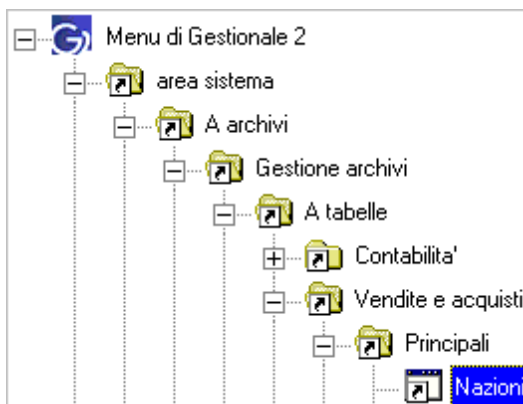 Menu di Gestionale 2
area sistema
A archivi
Gestione archivi
A tabelle
Contabilita'
Vendite e acquisti
Principali
Nazioni